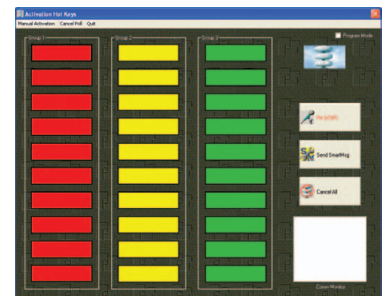 Activation Hot Keys
Manual Activation Cancel Poll Quit
Group 1
Group 2
Group 3
Program Mode
Send SmartMsg
Cancel All